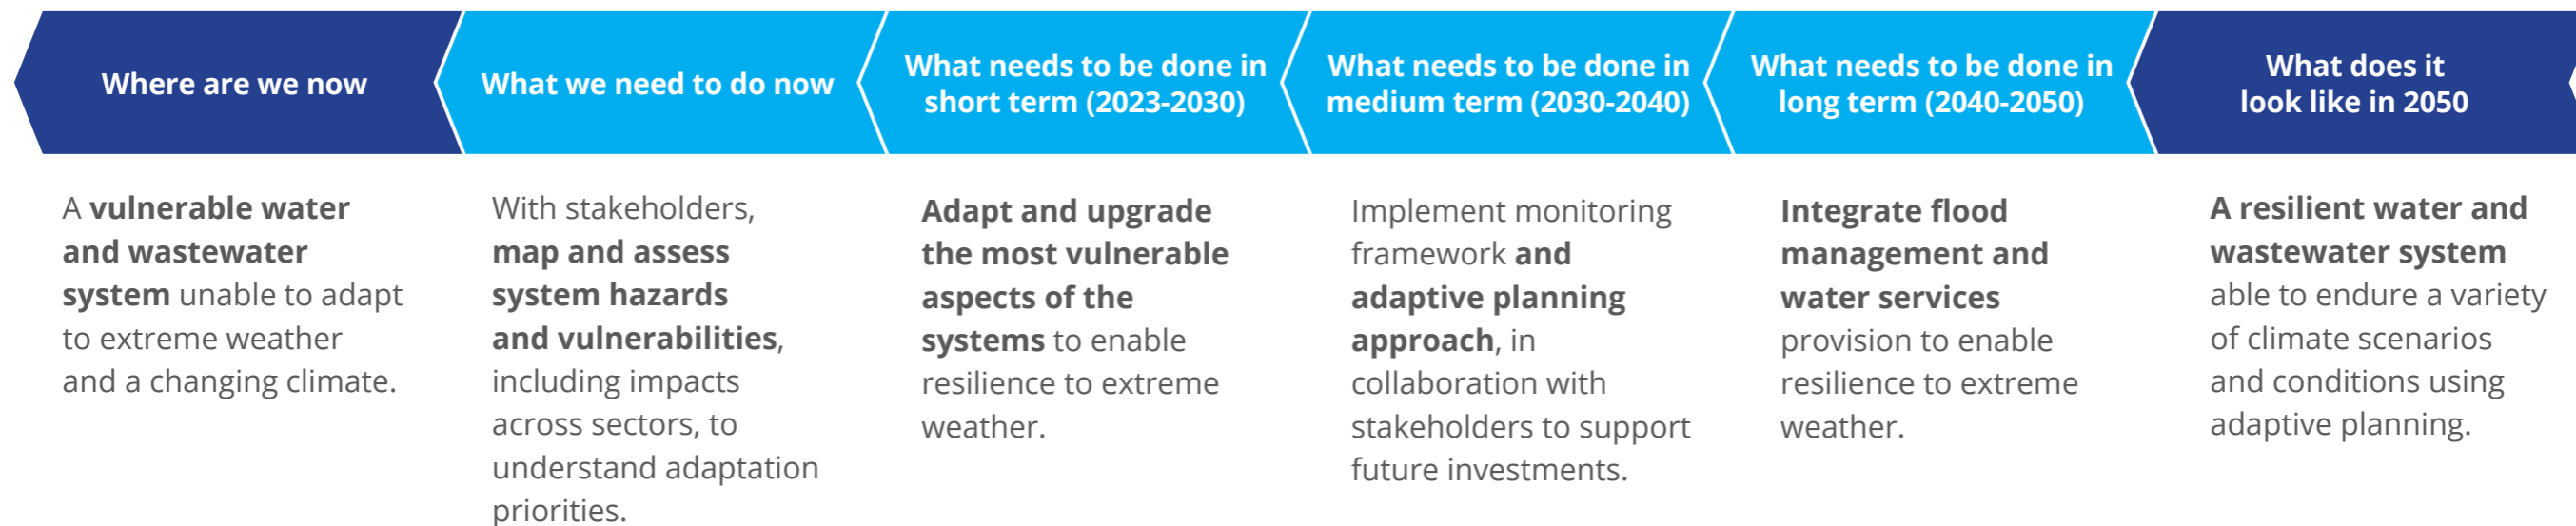 Where are we now
What we need to do now
What needs to be done in
short term (2023-2030)
What needs to be done in
medium term (2030-2040)
What needs to be done in
long term (2040-2050)
What does it
look like in 2050
A vulnerable water
and wastewater
system unable to adapt
to extreme weather
and a changing climate.
With stakeholders,
map and assess
system hazards
and vulnerabilities,
including impacts
across sectors, to
understand adaptation
priorities.
Adapt and upgrade
the most vulnerable
aspects of the
systems to enable
resilience to extreme
weather.
Implement monitoring
framework and
adaptive planning
approach, in
collaboration with
stakeholders to support
future investments.
Integrate flood
management and
water services
provision to enable
resilience to extreme
weather.
A resilient water and
wastewater system
able to endure a variety
of climate scenarios
and conditions using
adaptive planning.